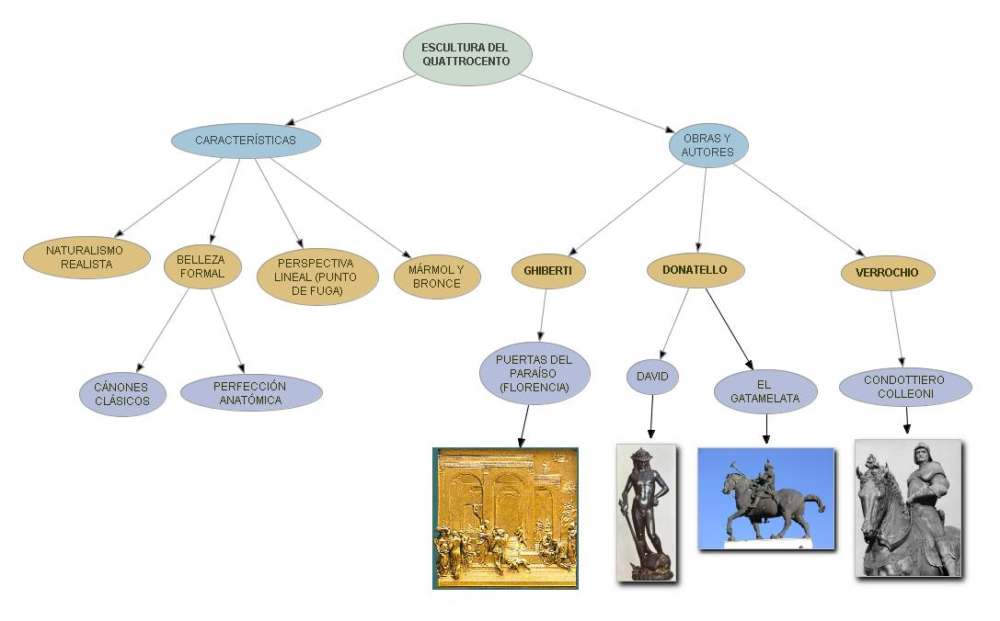 ESCULTURA DEL
QUATTROCENTO
CARACTERÍSTICAS
OBRAS Y
AUTORES
NATURALISMO
REALISTA
BELLEZA
FORMAL
PERSPECTIVA
LINEAL (PUNTO
DE FUGA)
MÁRMOL Y
BRONCE
GHIBERTI
DONATELLO
VERROCHIO
CÁNONES
CLÁSICOS
PERFECCIÓN
ANATÓMICA
PUERTAS DEL
PARAÍSO
(FLORENCIA)
DAVID
EL
GATAMELATA
CONDOTTIERO
COLLEONI